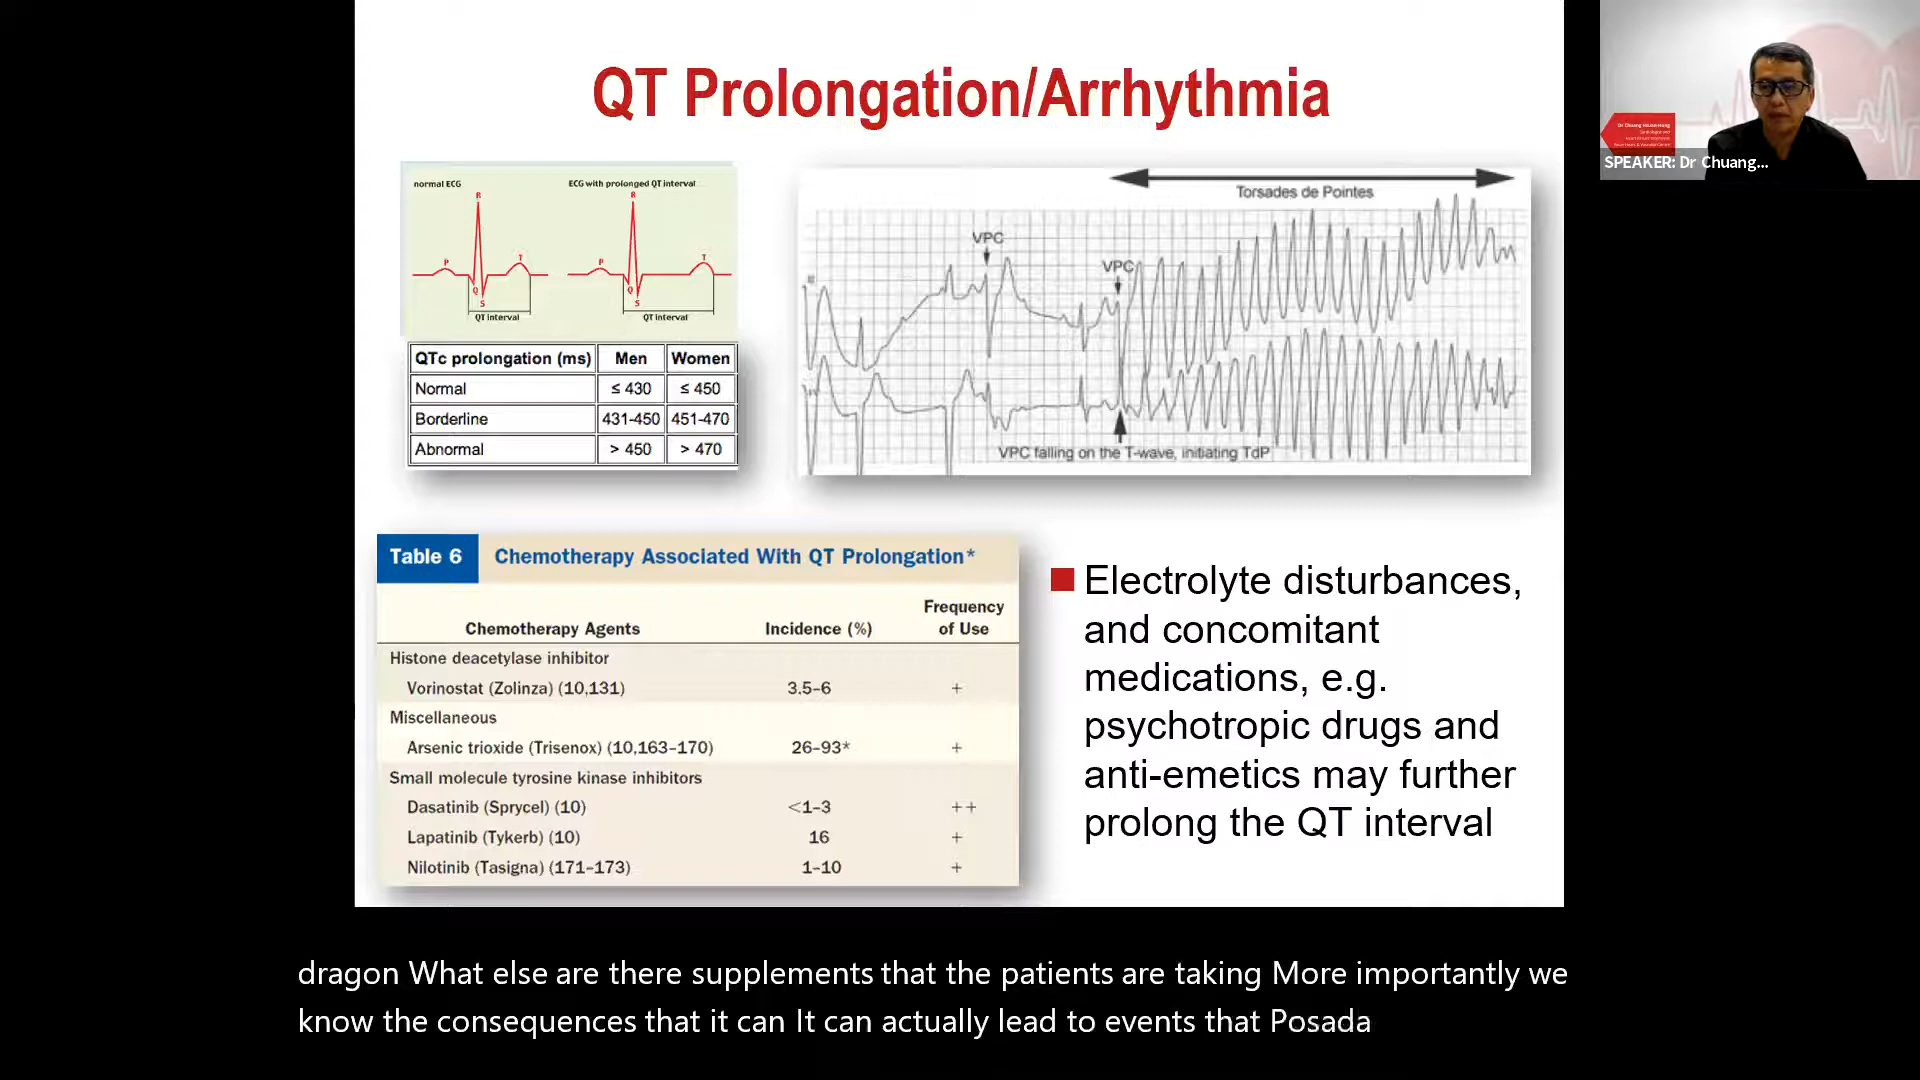 QT Prolongation/Arrhythmia
normal ECG
ECG with prolonged QT interval
R
R
P
T
P
T
Q
S
Q
S
QT interval
QT interval
Torsades de Pointes
VPC
VPC
VPC falling on the T-wave, initiating TdP
QTc prolongation (ms) Men Women
Normal ≤ 430 ≤ 450
Borderline 431-450 451-470
Abnormal > 450 > 470
Table 6 Chemotherapy Associated With QT Prolongation*
Chemotherapy Agents Incidence (%) Frequency of Use
Histone deacetylase inhibitor
Vorinostat (Zolinza) (10,131) 3.5–6 +
Miscellaneous
Arsenic trioxide (Trisenox) (10,163–170) 26–93* +
Small molecule tyrosine kinase inhibitors
Dasatinib (Sprycel) (10) <1–3 ++
Lapatinib (Tykerb) (10) 16 +
Nilotinib (Tasigna) (171–173) 1–10 +
Electrolyte disturbances,
and concomitant
medications, e.g.
psychotropic drugs and
anti-emetics may further
prolong the QT interval
Dr Chuang Hsuan-Hung
SPEAKER: Dr Chuang...
dragon What else are there supplements that the patients are taking More importantly we
know the consequences that it can It can actually lead to events that Posada